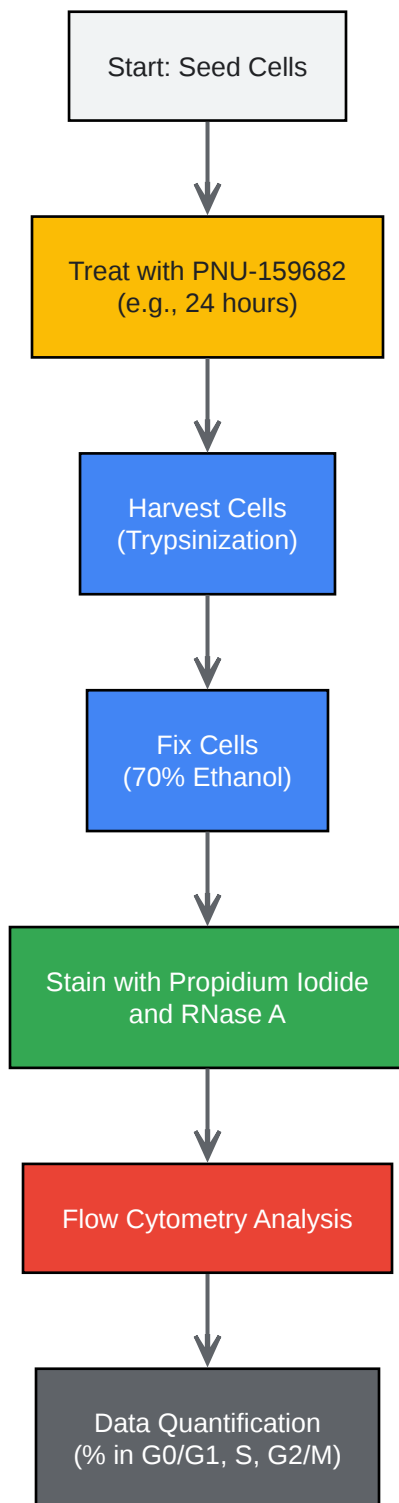 Start: Seed Cells
Treat with PNU-159682
(e.g., 24 hours)
Harvest Cells
(Trypsinization)
Fix Cells
(70% Ethanol)
Stain with Propidium Iodide
and RNase A
Flow Cytometry Analysis
Data Quantification
(% in G0/G1, S, G2/M)